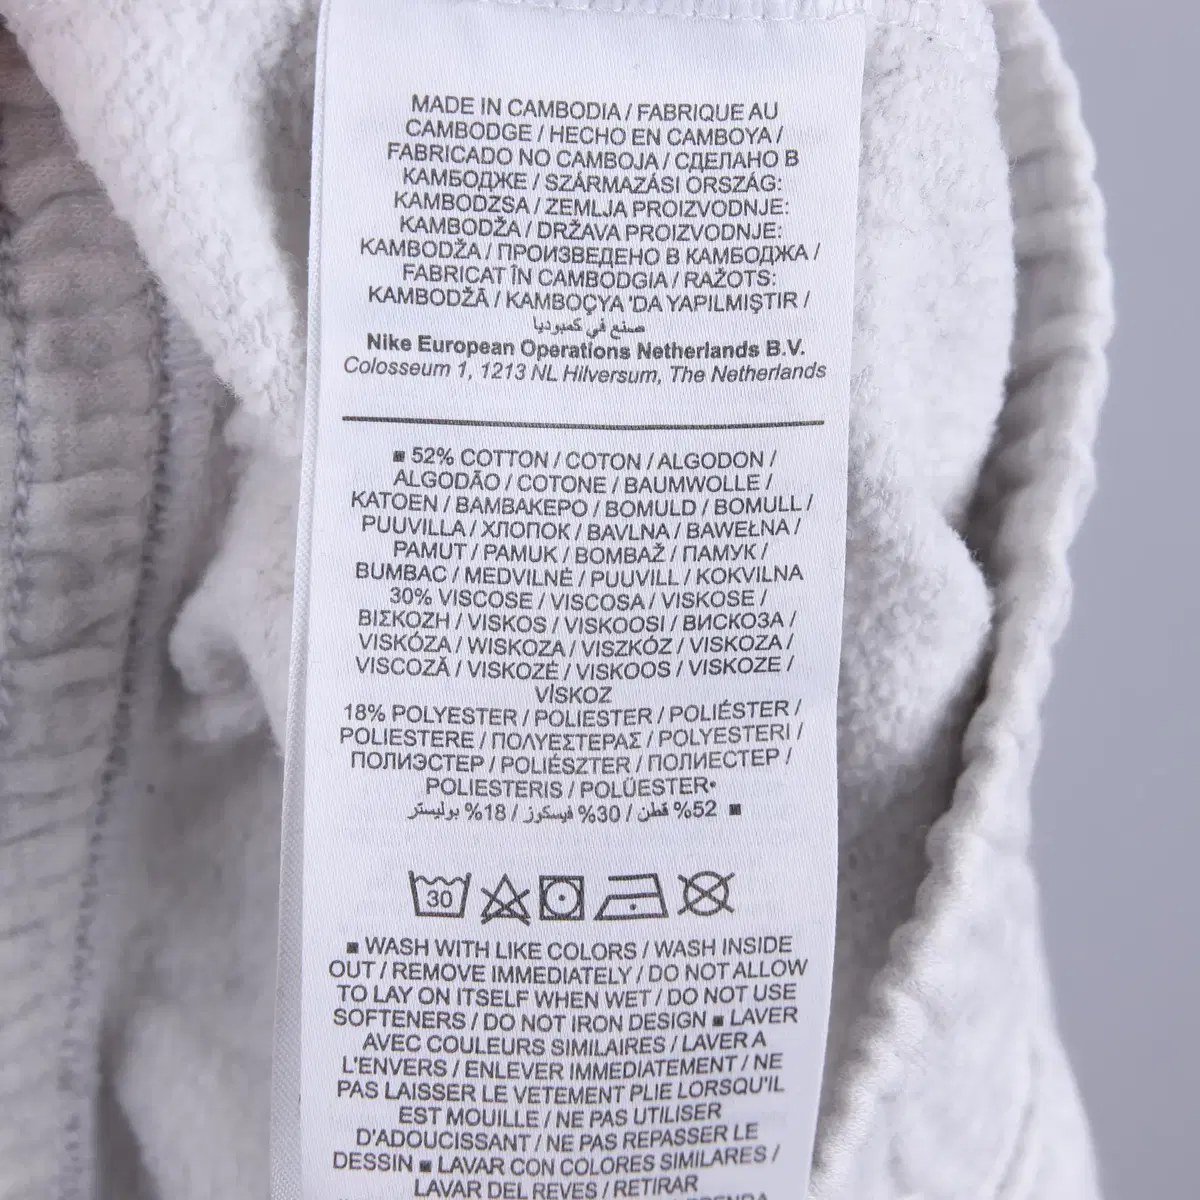 MADE IN CAMBODIA / FABRIQUE AU
CAMBODGE / HECHO EN CAMBOYA /
FABRICADO NO CAMBOJA / СДЕЛАНО В
КАМБОДЖЕ / SZÁRMAZÁSI ORSZÁG:
KAMBODZSA / ZEMLJA PROIZVODNJE:
KAMBODŽA / DRŽAVA PROIZVODNJE:
KAMBODŽA / ПРОИЗВЕДЕНО В КАМБОДЖА /
FABRICAT ÎN CAMBODGIA / RAŽOTS:
KAMBODŽĀ / KAMBOÇYA 'DA YAPILMIŞTIR /
صنع في كمبوديا
Nike European Operations Netherlands B.V.
Colosseum 1, 1213 NL Hilversum, The Netherlands
■ 52% COTTON / COTON / ALGODON /
ALGODÃO / COTONE / BAUMWOLLE /
KATOEN / ΒΑΜΒΑΚΕΡΟ / BOMULD / BOMULL /
PUUVILLA / ХЛОПОК / BAVLNA / BAWEŁNA /
PAMUT / PAMUK / BOMBAŽ / ПАМУК /
BUMBAC / MEDVILNĖ / PUUVILL / KOKVILNA
30% VISCOSE / VISCOSA / VISKOSE /
ΒΙΣΚΟΖΗ / VISKOS / VISKOOSI / ВИСКОЗА /
VISKÓZA / WISKOZA / VISZKÓZ / VISKOZA /
VISCOZĂ / VISKOZĖ / VISKOOS / VISKOZE /
VİSKOZ
18% POLYESTER / POLIESTER / POLIÉSTER /
POLIESTERE / ΠΟΛΥΕΣΤΕΡΑΣ / POLYESTERI /
ПОЛИЭСТЕР / POLIÉSZTER / ПОЛИЕСТЕР /
POLIESTERIS / POLÜESTER•
■ 52% قطن / 30% فيسكوز / 18% بوليستر
30
■ WASH WITH LIKE COLORS / WASH INSIDE
OUT / REMOVE IMMEDIATELY / DO NOT ALLOW
TO LAY ON ITSELF WHEN WET / DO NOT USE
SOFTENERS / DO NOT IRON DESIGN ■ LAVER
AVEC COULEURS SIMILAIRES / LAVER A
L'ENVERS / ENLEVER IMMEDIATEMENT / NE
PAS LAISSER LE VETEMENT PLIE LORSQU'IL
EST MOUILLE / NE PAS UTILISER
D'ADOUCISSANT / NE PAS REPASSER LE
DESSIN ■ LAVAR CON COLORES SIMILARES /
LAVAR DEL REVES / RETIRAR